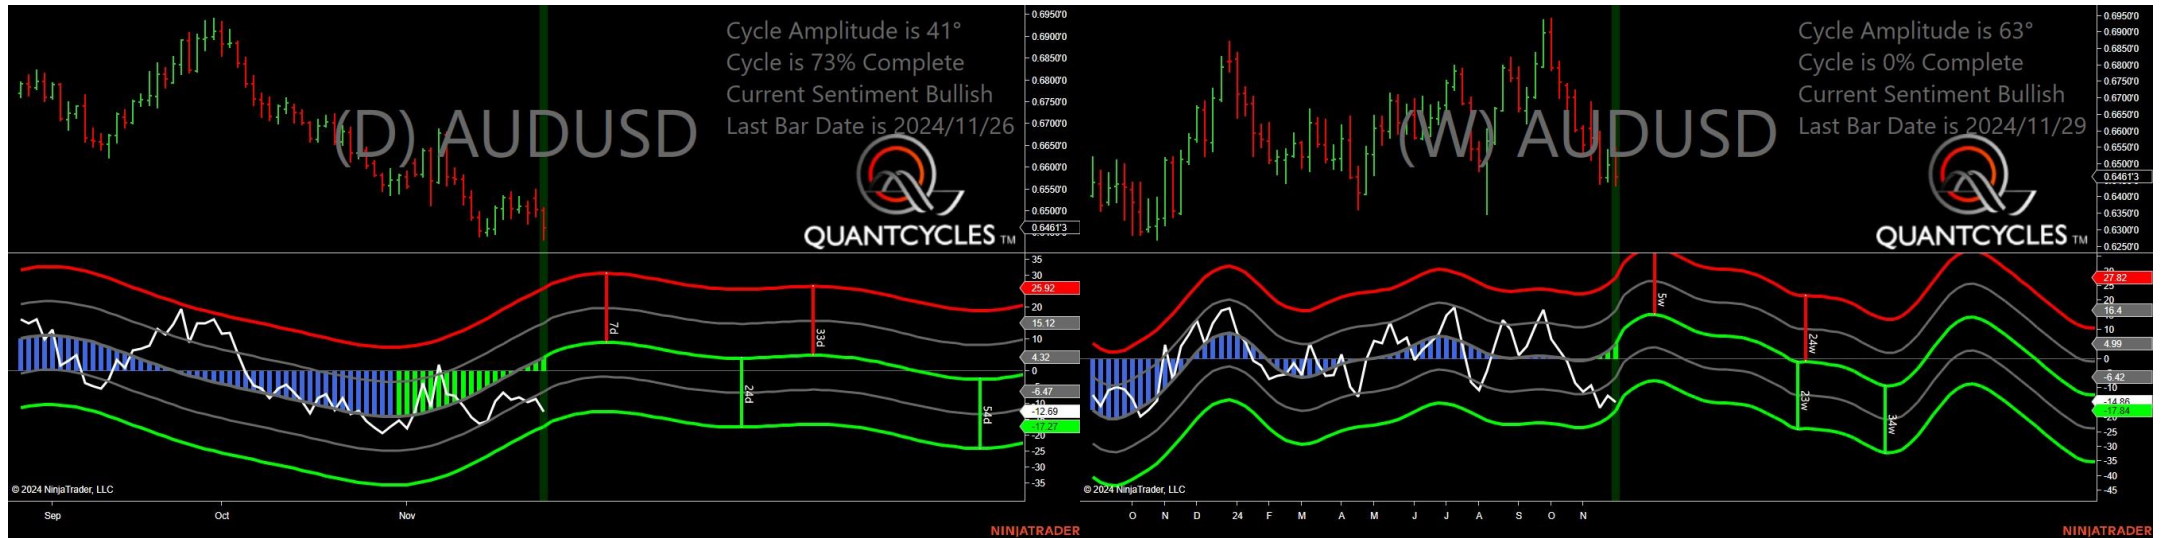 Cycle Amplitude is 41°
Cycle is 73% Complete
Current Sentiment Bullish
Last Bar Date is 2024/11/26
(D) AUDUSD
QUANTCYCLES TM
0.6950'0
0.6900'0
0.6850'0
0.6800'0
0.6750'0
0.6700'0
0.6650'0
0.6600'0
0.6550'0
0.6500'0
0.6461'3
35
30
25.92
20
15.12
10
4.32
0
-6.47
-10
-12.69
-17.27
-20
-25
-30
-35
7d
33d
24d
54d
© 2024 NinjaTrader, LLC
Sep
Oct
Nov
NINJATRADER
Cycle Amplitude is 63°
Cycle is 0% Complete
Current Sentiment Bullish
Last Bar Date is 2024/11/29
(W) AUDUSD
QUANTCYCLES TM
0.6950'0
0.6900'0
0.6850'0
0.6800'0
0.6750'0
0.6700'0
0.6650'0
0.6600'0
0.6550'0
0.6500'0
0.6461'3
0.6400'0
0.6350'0
0.6300'0
0.6250'0
27.82
25
20
16.4
10
4.99
0
-6.42
-10
-14.86
-17.84
-25
-30
-35
-40
-45
5w
24w
23w
34w
© 2024 NinjaTrader, LLC
O N D 24 F M A M J J A S O N
NINJATRADER